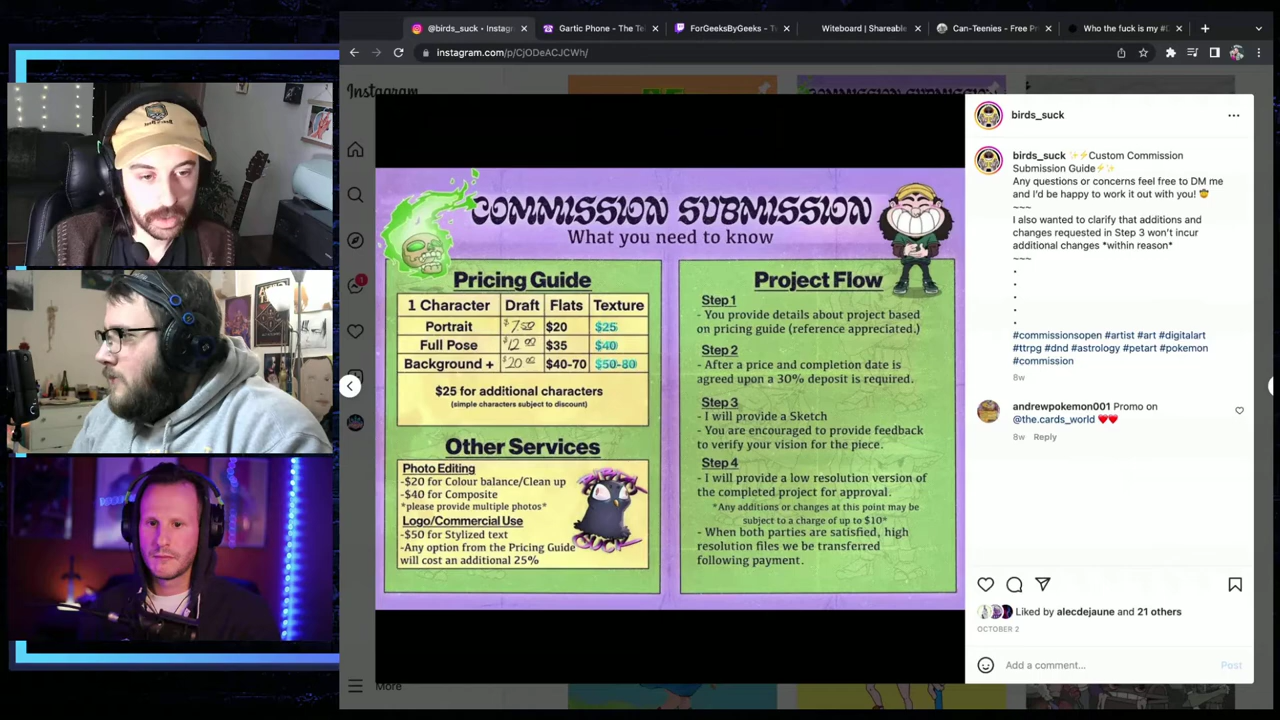 @birds_suck - Instagr
Gartic Phone - The Te
ForGeeksByGeeks - Tw
Witeboard | Shareable
Can-Teenies - Free Pr
Who the fuck is my #D
instagram.com/p/CjODeACJCWh/
Instagram
COMMISSION SUBMISSION
What you need to know
Pricing Guide
1 Character Draft Flats Texture
Portrait $7.00 $20 $25
Full Pose $12.00 $35 $40
Background + $20.00 $40-70 $50-80
$25 for additional characters
(simple characters subject to discount)
Other Services
Photo Editing
-$20 for Colour balance/Clean up
-$40 for Composite
*please provide multiple photos*
Logo/Commercial Use
-$50 for Stylized text
-Any option from the Pricing Guide
will cost an additional 25%
SUCK
Project Flow
Step 1
- You provide details about project based
on pricing guide (reference appreciated.)
Step 2
- After a price and completion date is
agreed upon a 30% deposit is required.
Step 3
- I will provide a Sketch
- You are encouraged to provide feedback
to verify your vision for the piece.
Step 4
- I will provide a low resolution version of
the completed project for approval.
*Any additions or changes at this point may be
subject to a charge of up to $10*
- When both parties are satisfied, high
resolution files we be transferred
following payment.
birds_suck
birds_suck ✨⚡Custom Commission
Submission Guide⚡✨
Any questions or concerns feel free to DM me
and I'd be happy to work it out with you! 🤠
~~~
I also wanted to clarify that additions and
changes requested in Step 3 won't incur
additional changes *within reason*
~~~
.
.
.
.
.
#commissionsopen #artist #art #digitalart
#ttrpg #dnd #astrology #petart #pokemon
#commission
8w
andrewpokemon001 Promo on
@the.cards_world ❤️❤️
8w Reply
Liked by alecdejaune and 21 others
OCTOBER 2
Add a comment...
Post
More
1